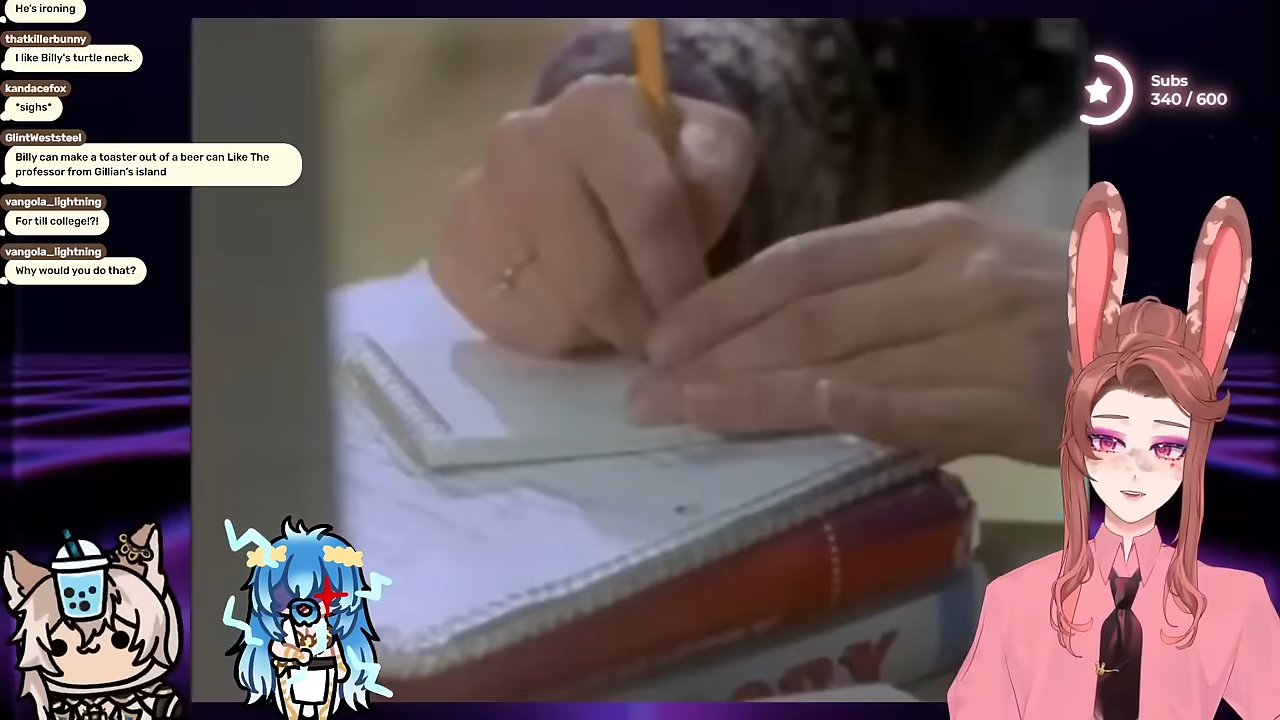 He's ironing
thatkillerbunny
I like Billy's turtle neck.
kandacefox
*sighs*
GlintWeststeel
Billy can make a toaster out of a beer can Like The
professor from Gillian's island
vangola_lightning
For till college!?!
vangola_lightning
Why would you do that?
Subs
340 / 600